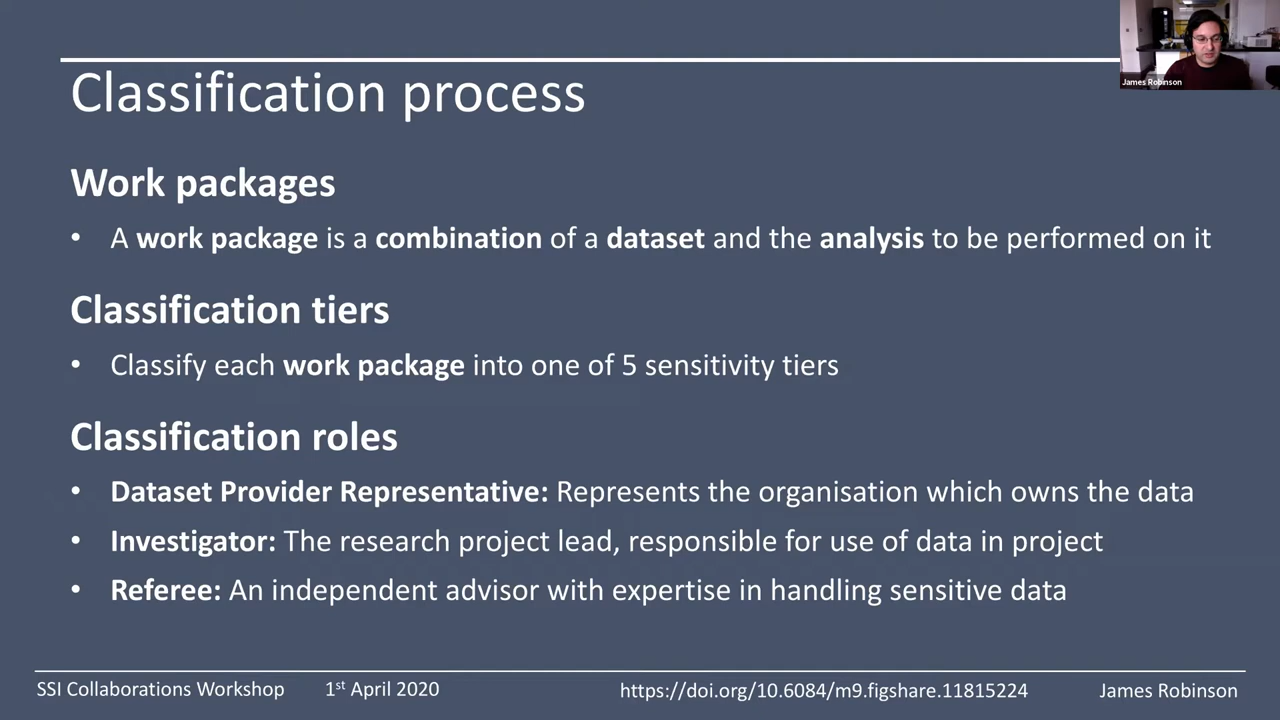 James Robinson
Classification process
Work packages
• A work package is a combination of a dataset and the analysis to be performed on it
Classification tiers
• Classify each work package into one of 5 sensitivity tiers
Classification roles
• Dataset Provider Representative: Represents the organisation which owns the data
• Investigator: The research project lead, responsible for use of data in project
• Referee: An independent advisor with expertise in handling sensitive data
SSI Collaborations Workshop 1st April 2020 https://doi.org/10.6084/m9.figshare.11815224 James Robinson